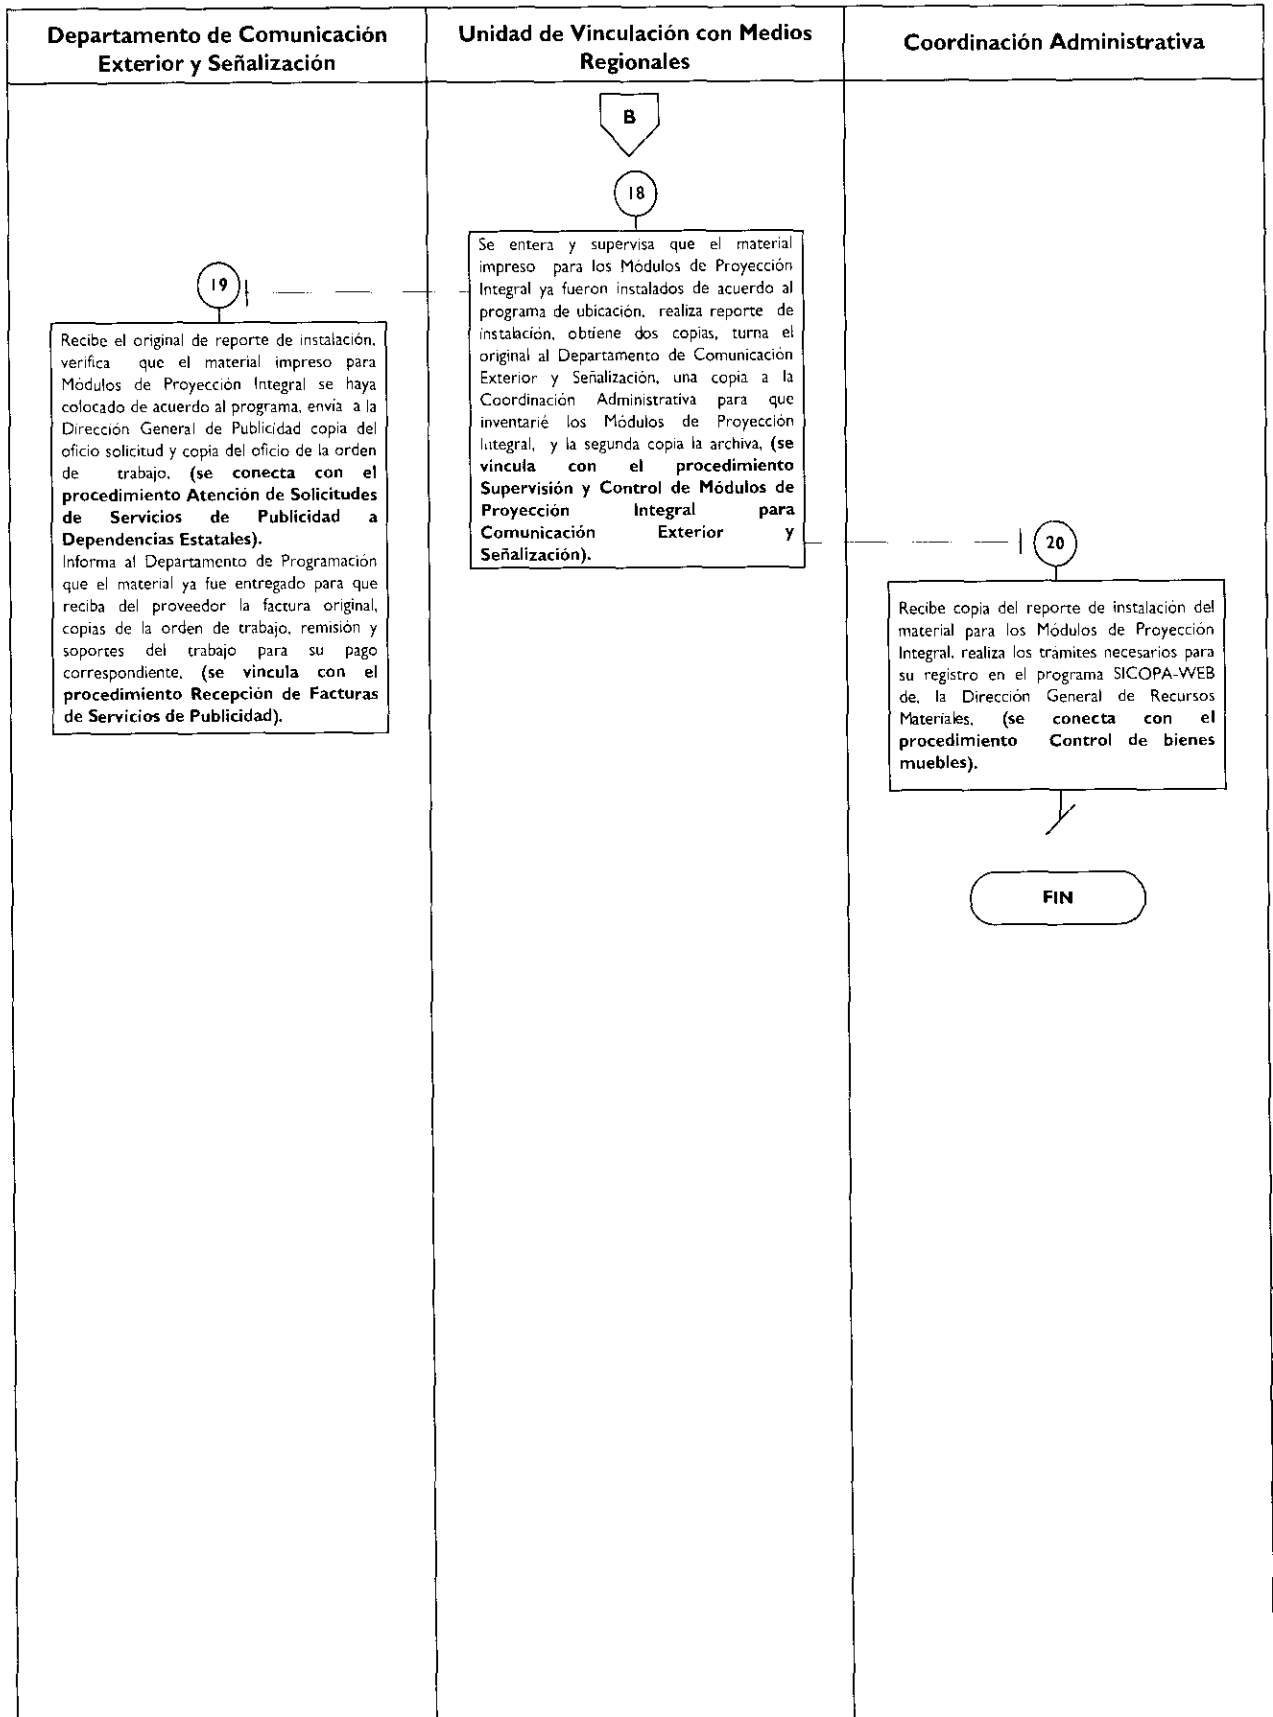 Departamento de Comunicación
Exterior y Señalización
Unidad de Vinculación con Medios
Regionales
Coordinación Administrativa
B
18
Se entera y supervisa que el material
impreso para los Módulos de Proyección
Integral ya fueron instalados de acuerdo al
programa de ubicación, realiza reporte de
instalación, obtiene dos copias, turna el
original al Departamento de Comunicación
Exterior y Señalización, una copia a la
Coordinación Administrativa para que
inventarié los Módulos de Proyección
Integral, y la segunda copia la archiva, (se
vincula con el procedimiento
Supervisión y Control de Módulos de
Proyección Integral para
Comunicación Exterior y
Señalización).
19
Recibe el original de reporte de instalación,
verifica que el material impreso para
Módulos de Proyección Integral se haya
colocado de acuerdo al programa, envía a la
Dirección General de Publicidad copia del
oficio solicitud y copia del oficio de la orden
de trabajo, (se conecta con el
procedimiento Atención de Solicitudes
de Servicios de Publicidad a
Dependencias Estatales).
Informa al Departamento de Programación
que el material ya fue entregado para que
reciba del proveedor la factura original,
copias de la orden de trabajo, remisión y
soportes del trabajo para su pago
correspondiente, (se vincula con el
procedimiento Recepción de Facturas
de Servicios de Publicidad).
20
Recibe copia del reporte de instalación del
material para los Módulos de Proyección
Integral, realiza los trámites necesarios para
su registro en el programa SICOPA-WEB
de, la Dirección General de Recursos
Materiales, (se conecta con el
procedimiento Control de bienes
muebles).
FIN